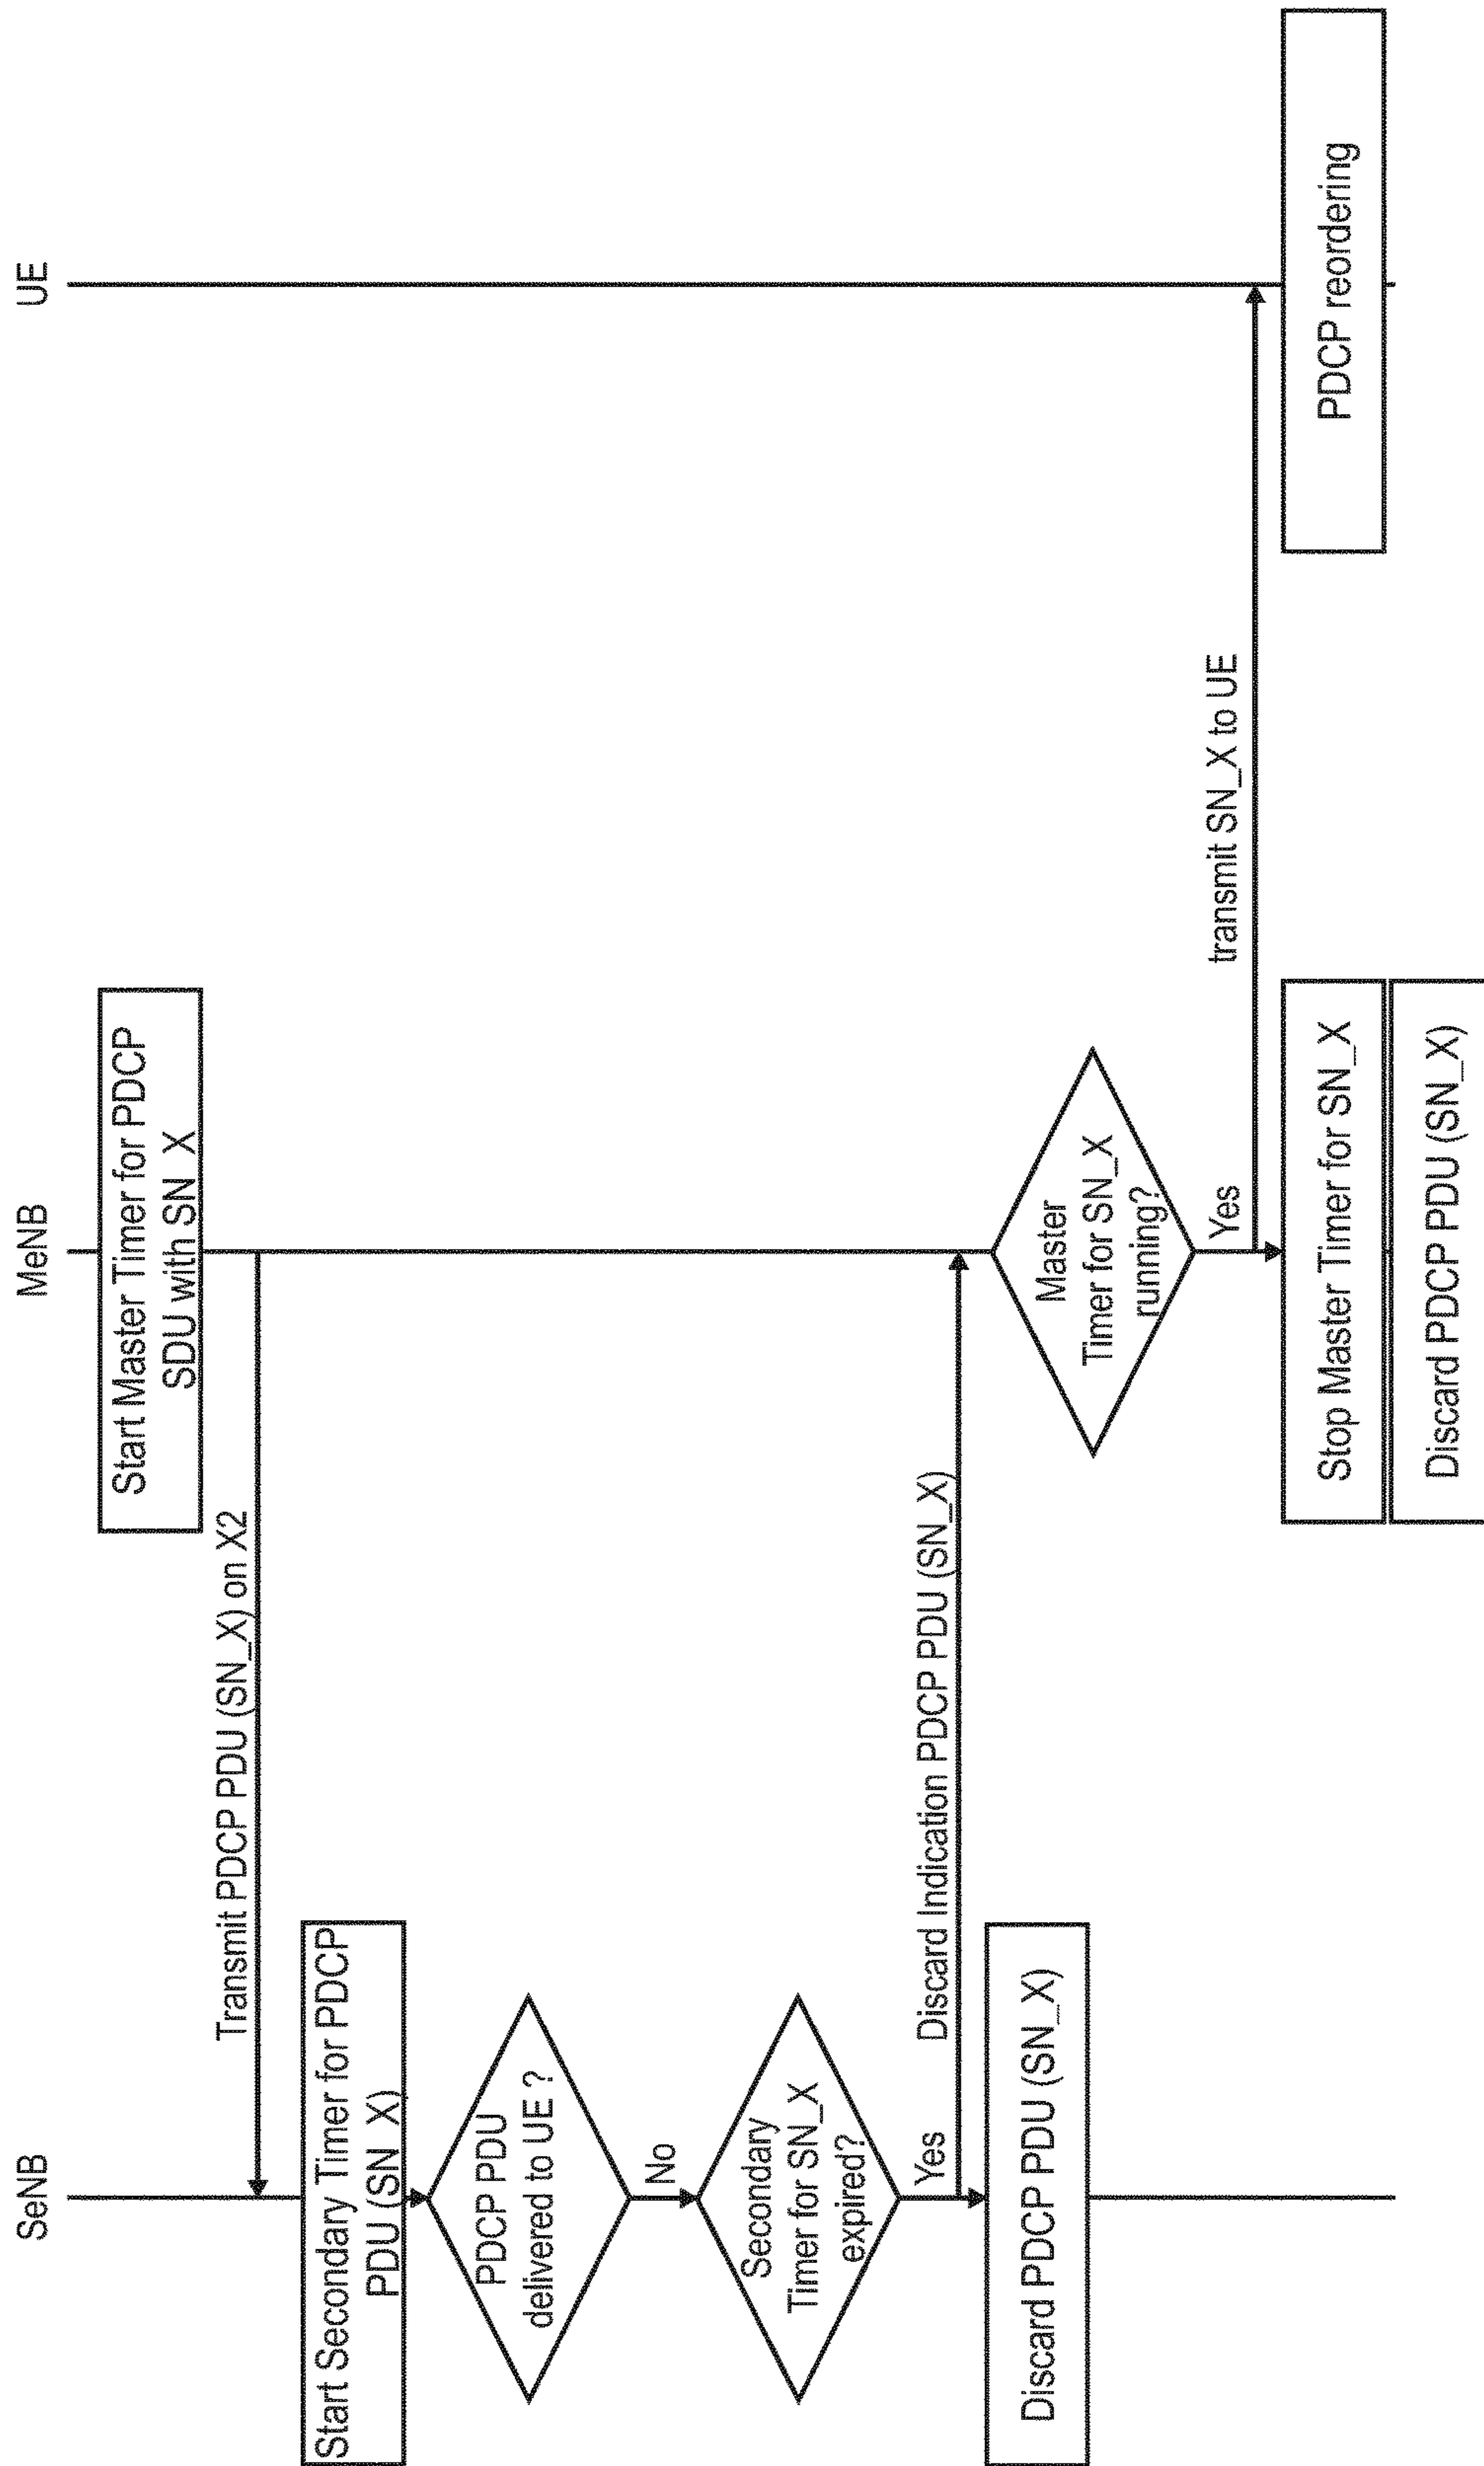 SeNB
MeNB
UE
Start Master Timer for PDCP
SDU with SN_X
Transmit PDCP PDU (SN_X) on X2
Start Secondary Timer for PDCP
PDU (SN_X)
PDCP PDU
delivered to UE ?
No
Secondary
Timer for SN_X
expired?
Yes
Discard Indication PDCP PDU (SN_X)
Discard PDCP PDU (SN_X)
Master
Timer for SN_X
running?
Yes
transmit SN_X to UE
Stop Master Timer for SN_X
Discard PDCP PDU (SN_X)
PDCP reordering